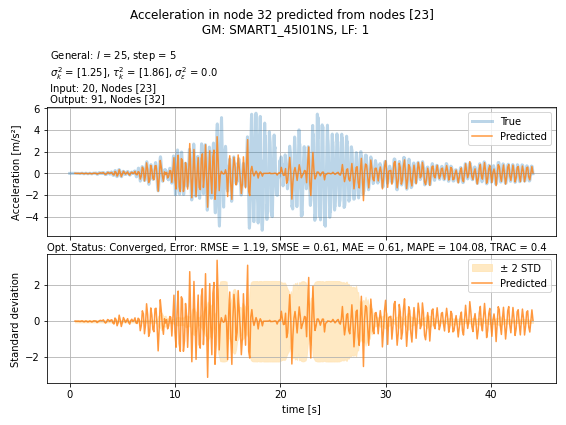 Acceleration in node 32 predicted from nodes [23]
GM: SMART1_45I01NS, LF: 1
General: l = 25, step = 5
σ²ₖ = [1.25], τ²ₖ = [1.86], σ²ε = 0.0
Input: 20, Nodes [23]
Output: 91, Nodes [32]
6
4
2
0
−2
−4
Acceleration [m/s²]
True
Predicted
Opt. Status: Converged, Error: RMSE = 1.19, SMSE = 0.61, MAE = 0.61, MAPE = 104.08, TRAC = 0.4
2
0
−2
Standard deviation
± 2 STD
Predicted
0 10 20 30 40
time [s]